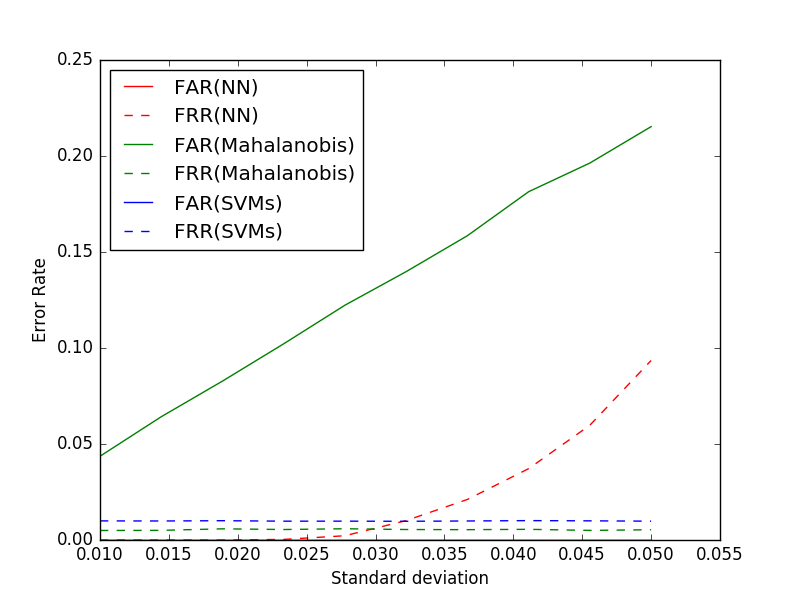 0.25
0.20
0.15
0.10
0.05
0.00
Error Rate
FAR(NN)
FRR(NN)
FAR(Mahalanobis)
FRR(Mahalanobis)
FAR(SVMs)
FRR(SVMs)
0.010 0.015 0.020 0.025 0.030 0.035 0.040 0.045 0.050 0.055
Standard deviation